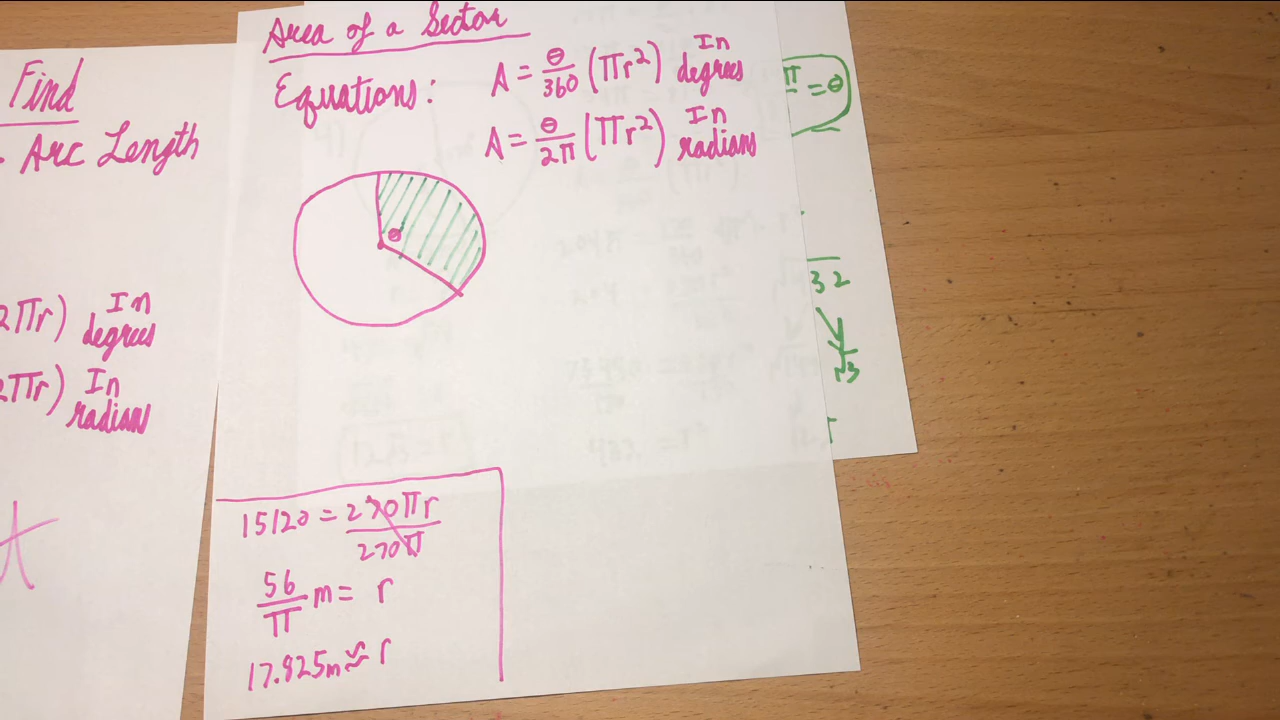 Area of a Sector
Equations:
A = θ/360 (πr²) In degrees
A = θ/2π (πr²) In radians
θ
15120 = 270πr/270π
56/π m = r
17.825m ≈ r
Find
Arc Length
2πr) In degrees
2πr) In radians
π = θ
32